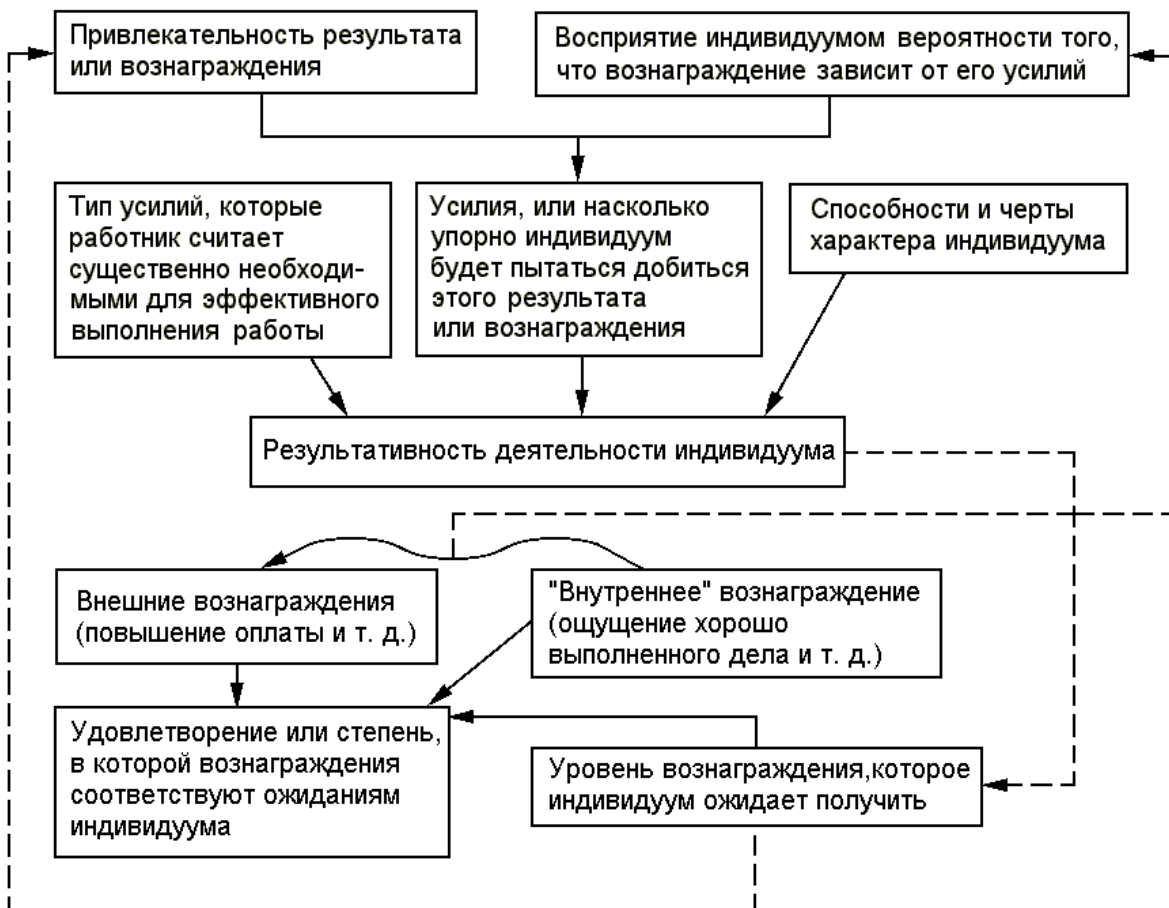 Привлекательность результата
или вознаграждения
Восприятие индивидуумом вероятности того,
что вознаграждение зависит от его усилий
Тип усилий, которые
работник считает
существенно необходи-
мыми для эффективного
выполнения работы
Усилия, или насколько
упорно индивидуум
будет пытаться добиться
этого результата
или вознаграждения
Способности и черты
характера индивидуума
Результативность деятельности индивидуума
Внешние вознаграждения
(повышение оплаты и т. д.)
"Внутреннее" вознаграждение
(ощущение хорошо
выполненного дела и т. д.)
Удовлетворение или степень,
в которой вознаграждения
соответствуют ожиданиям
индивидуума
Уровень вознаграждения,которое
индивидуум ожидает получить